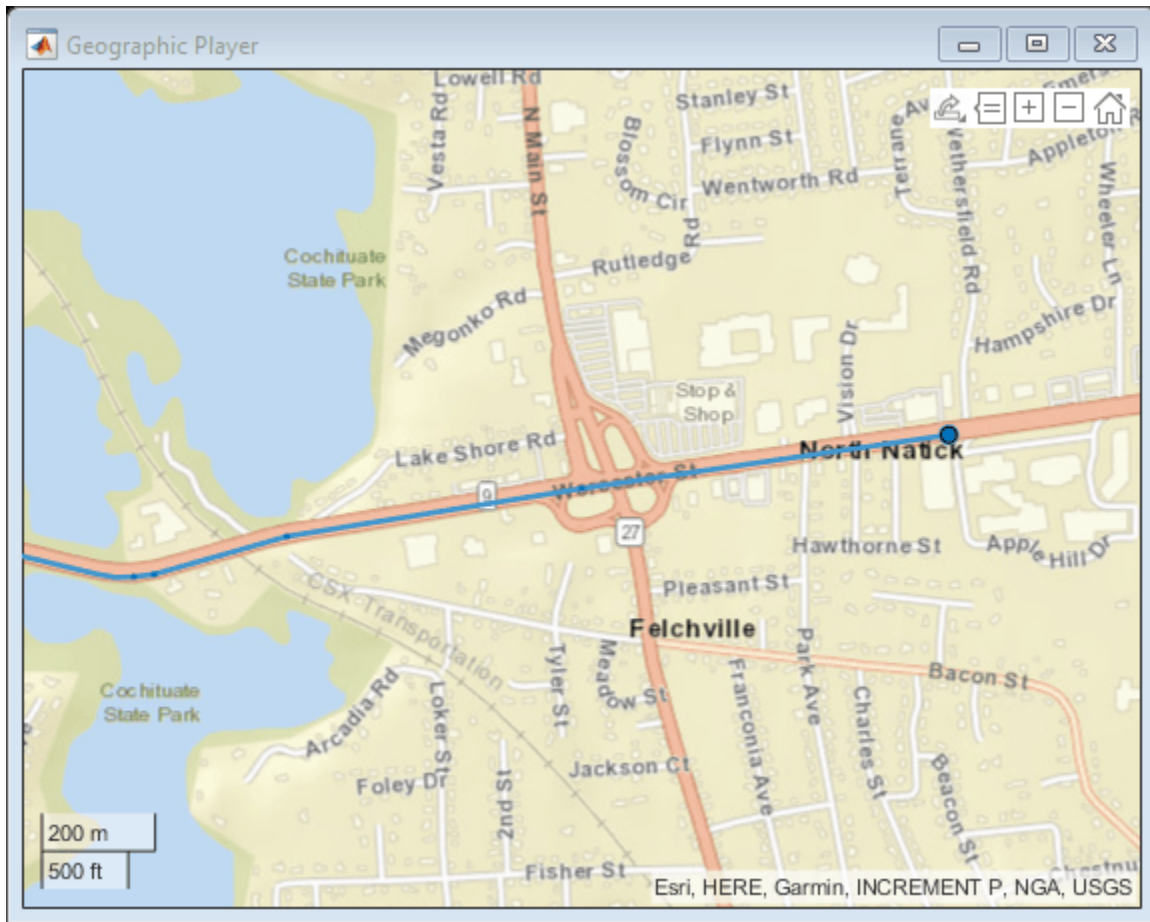 Geographic Player
Lowell Rd
Vesta Rd
N Main St
Stanley St
Flynn St
Blossom Cir
Wentworth Rd
Terrane
Av
Emers
Appleton R
Wethersfield Rd
Wheeler Ln
Cochituate
State Park
Rutledge Rd
Megonko Rd
Hampshire Dr
Vision Dr
Stop &
Shop
Lake Shore Rd
North Natick
Worcester St
9
27
Hawthorne St
Apple Hill Dr
CSX Transportation
Pleasant St
Felchville
Tyler St
Meadow St
Park Ave
Bacon St
Cochituate
State Park
Arcadia Rd
Loker St
Franconia Ave
Charles St
Jackson Ct
Foley Dr
2nd St
Beacon St
200 m
500 ft
Fisher St
Chestnu
Esri, HERE, Garmin, INCREMENT P, NGA, USGS